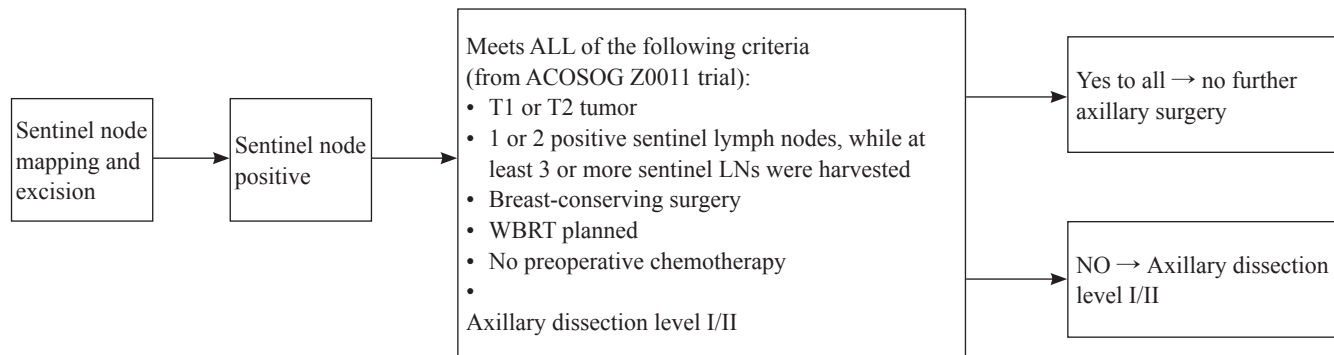 Sentinel node
mapping and
excision
Sentinel node
positive
Meets ALL of the following criteria
(from ACOSOG Z0011 trial):
• T1 or T2 tumor
• 1 or 2 positive sentinel lymph nodes, while at
least 3 or more sentinel LNs were harvested
• Breast-conserving surgery
• WBRT planned
• No preoperative chemotherapy
•
Axillary dissection level I/II
Yes to all → no further
axillary surgery
NO → Axillary dissection
level I/II